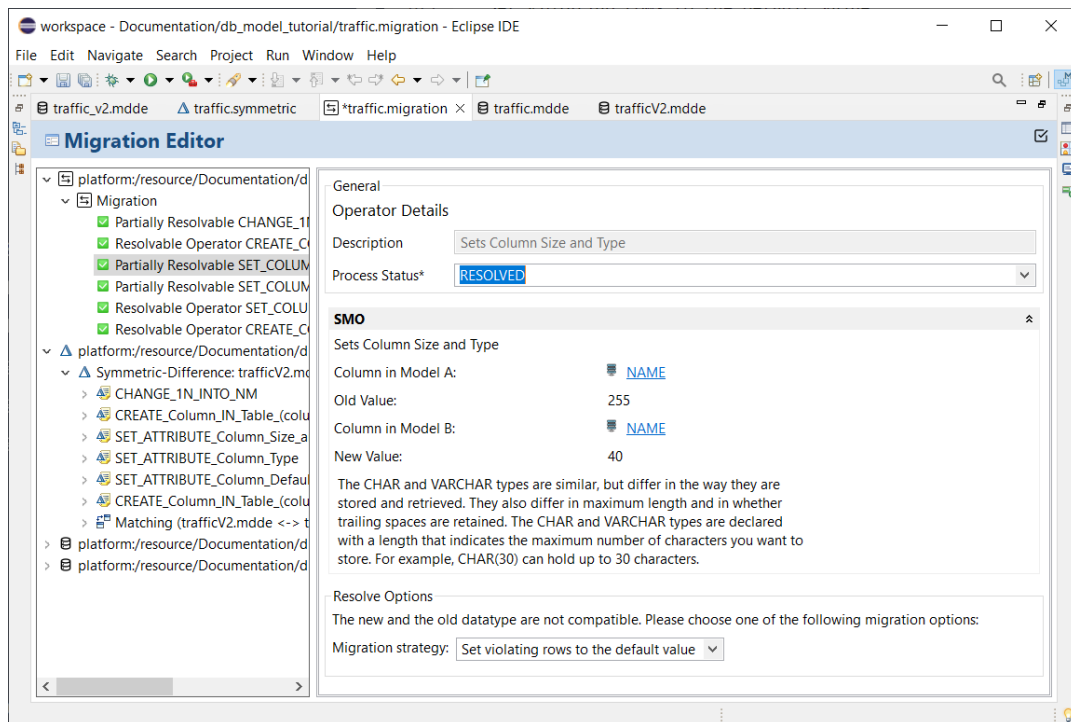 workspace - Documentation/db_model_tutorial/traffic.migration - Eclipse IDE
File Edit Navigate Search Project Run Window Help
traffic_v2.mdde traffic.symmetric *traffic.migration traffic.mdde trafficV2.mdde
Migration Editor
platform:/resource/Documentation/d
Migration
Partially Resolvable CHANGE_1
Resolvable Operator CREATE_C
Partially Resolvable SET_COLUM
Partially Resolvable SET_COLUM
Resolvable Operator SET_COLU
Resolvable Operator CREATE_C
platform:/resource/Documentation/d
Symmetric-Difference: trafficV2.m
CHANGE_1N_INTO_NM
CREATE_Column_IN_Table_(colu
SET_ATTRIBUTE_Column_Size_a
SET_ATTRIBUTE_Column_Type
SET_ATTRIBUTE_Column_Defaul
CREATE_Column_IN_Table_(colu
Matching (trafficV2.mdde <-> t
platform:/resource/Documentation/d
platform:/resource/Documentation/d
General
Operator Details
Description Sets Column Size and Type
Process Status* RESOLVED
SMO
Sets Column Size and Type
Column in Model A: NAME
Old Value: 255
Column in Model B: NAME
New Value: 40
The CHAR and VARCHAR types are similar, but differ in the way they are
stored and retrieved. They also differ in maximum length and in whether
trailing spaces are retained. The CHAR and VARCHAR types are declared
with a length that indicates the maximum number of characters you want to
store. For example, CHAR(30) can hold up to 30 characters.
Resolve Options
The new and the old datatype are not compatible. Please choose one of the following migration options:
Migration strategy: Set violating rows to the default value